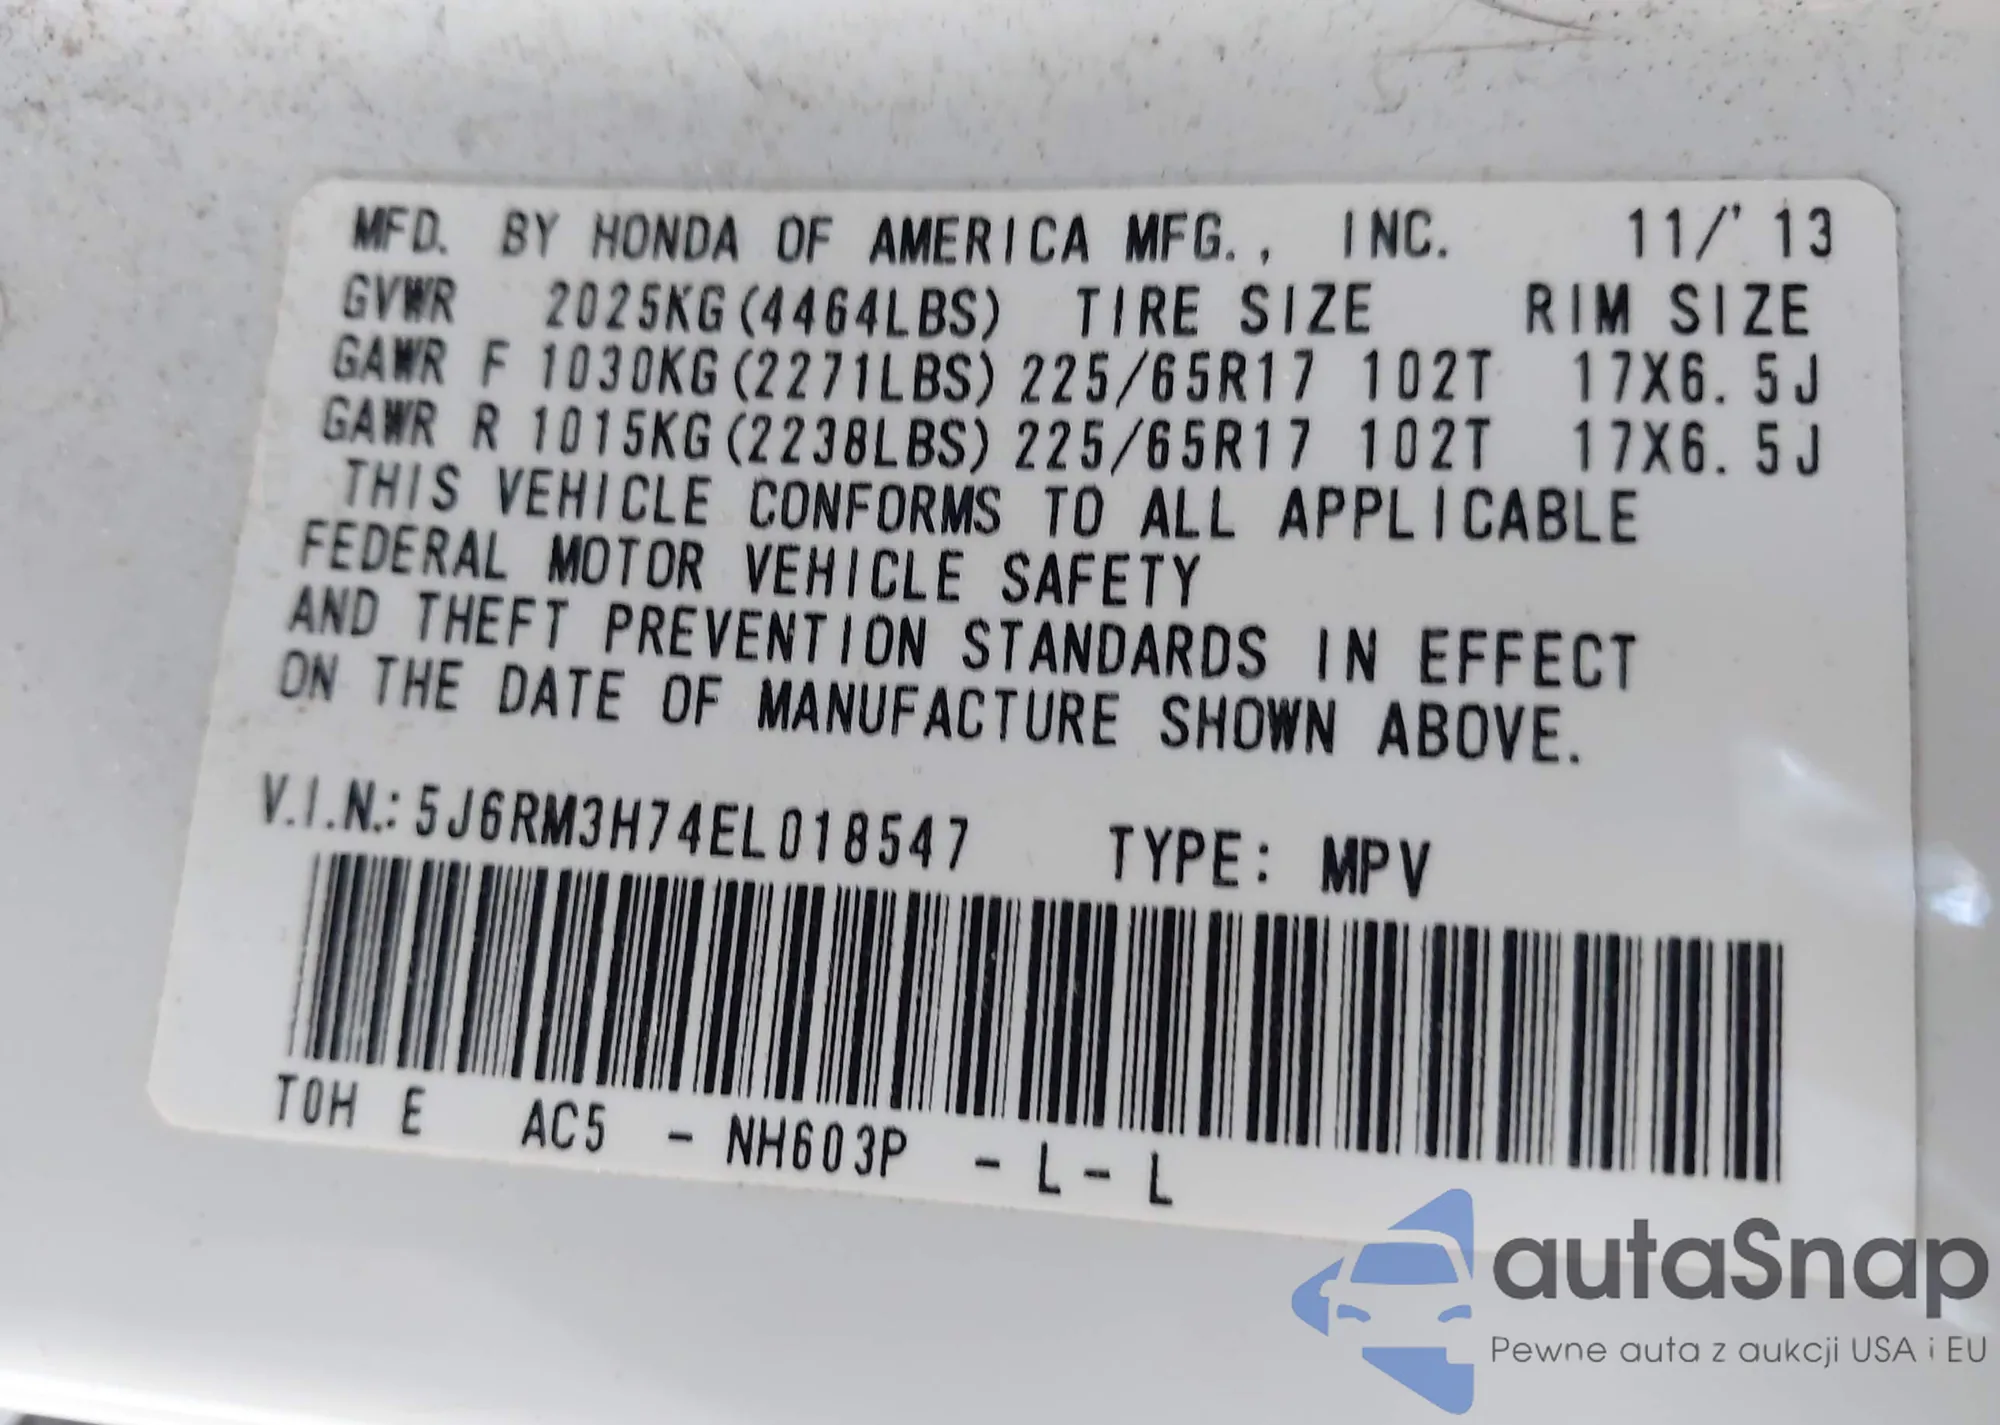 MFD. BY HONDA OF AMERICA MFG., INC. 11/'13
GVWR 2025KG(4464LBS) TIRE SIZE RIM SIZE
GAWR F 1030KG(2271LBS) 225/65R17 102T 17X6.5J
GAWR R 1015KG(2238LBS) 225/65R17 102T 17X6.5J
THIS VEHICLE CONFORMS TO ALL APPLICABLE
FEDERAL MOTOR VEHICLE SAFETY
AND THEFT PREVENTION STANDARDS IN EFFECT
ON THE DATE OF MANUFACTURE SHOWN ABOVE.
V.I.N.: 5J6RM3H74EL018547 TYPE: MPV
T0H E AC5 - NH603P - L - L
autaSnap
Pewne auta z aukcji USA i EU